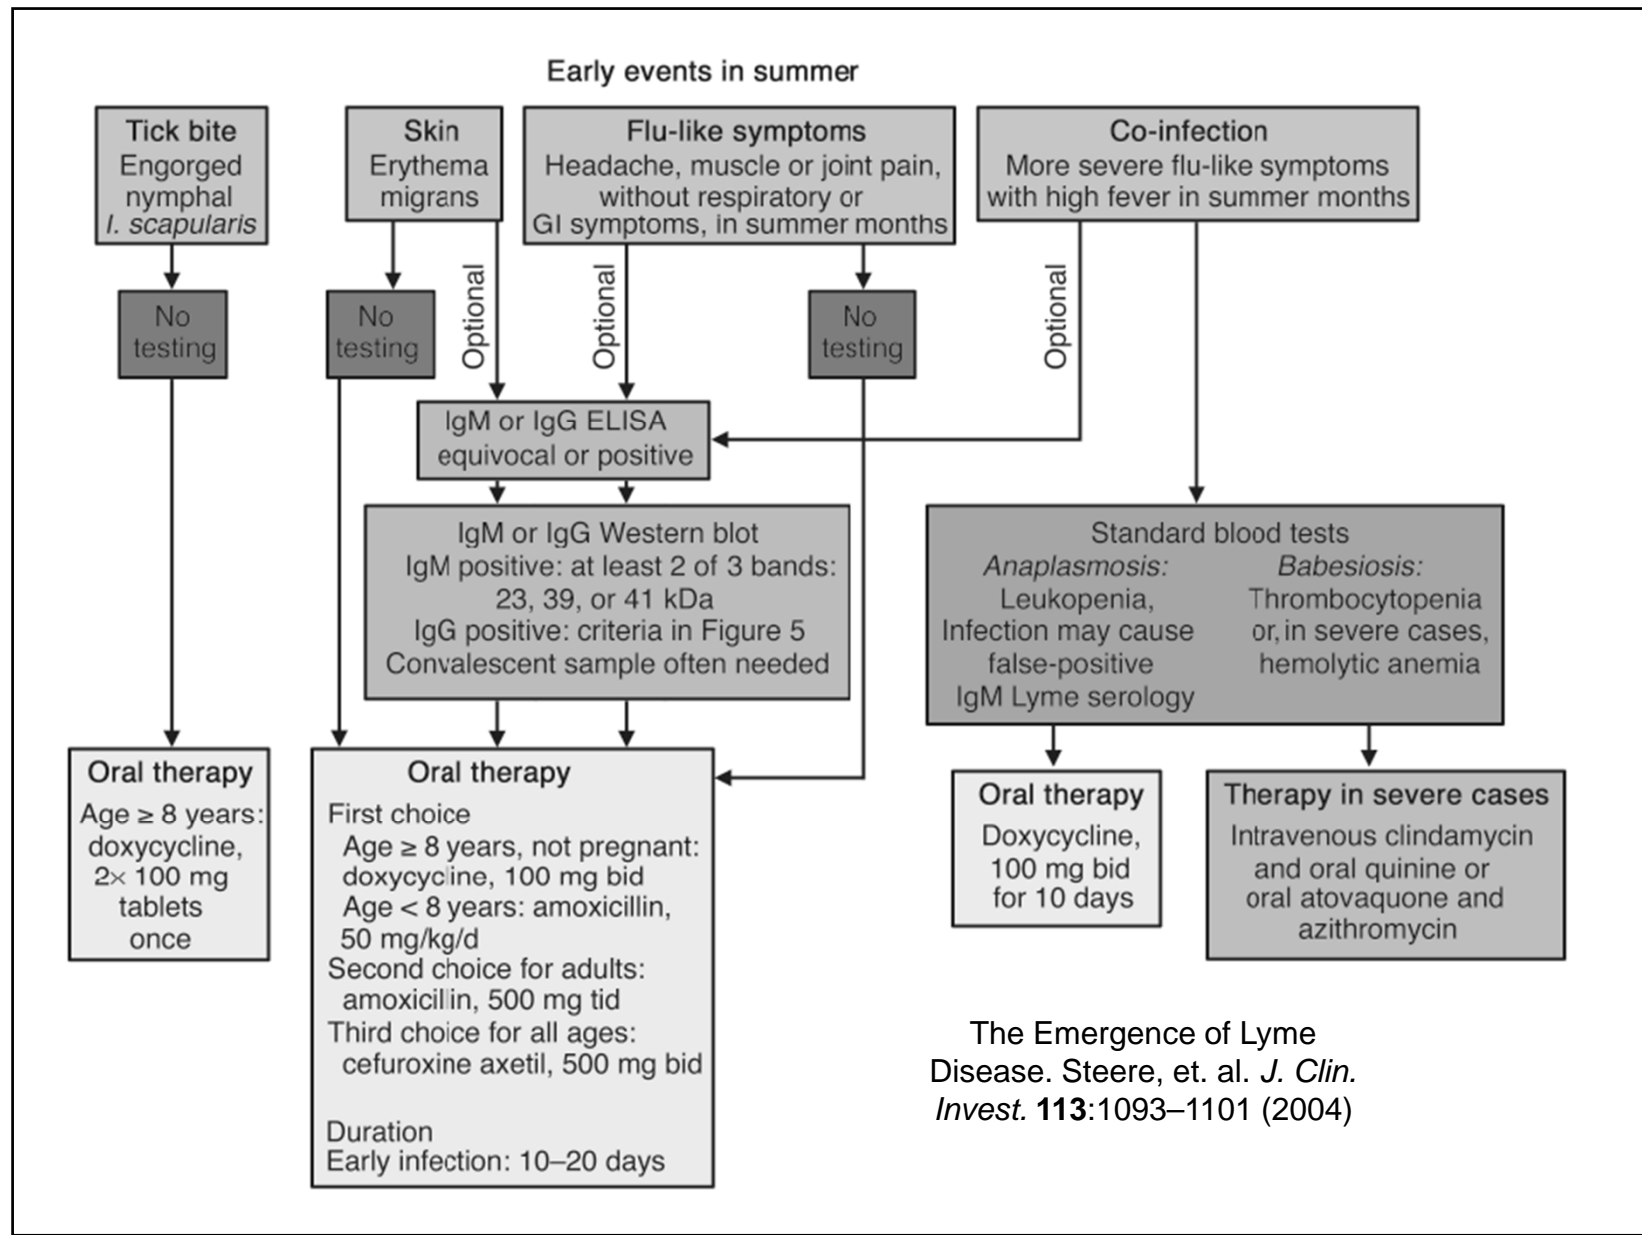 Early events in summer
Tick bite
Engorged
nymphal
I. scapularis
Skin
Erythema
migrans
Flu-like symptoms
Headache, muscle or joint pain,
without respiratory or
GI symptoms, in summer months
Co-infection
More severe flu-like symptoms
with high fever in summer months
No
testing
No
testing
Optional
Optional
No
testing
Optional
IgM or IgG ELISA
equivocal or positive
IgM or IgG Western blot
IgM positive: at least 2 of 3 bands:
23, 39, or 41 kDa
IgG positive: criteria in Figure 5
Convalescent sample often needed
Standard blood tests
Anaplasmosis:
Leukopenia,
Infection may cause
false-positive
IgM Lyme serology
Babesiosis:
Thrombocytopenia
or, in severe cases,
hemolytic anemia
Oral therapy
Age ≥ 8 years:
doxycycline,
2× 100 mg
tablets
once
Oral therapy
First choice
Age ≥ 8 years, not pregnant:
doxycycline, 100 mg bid
Age < 8 years: amoxicillin,
50 mg/kg/d
Second choice for adults:
amoxicillin, 500 mg tid
Third choice for all ages:
cefuroxine axetil, 500 mg bid
Duration
Early infection: 10–20 days
Oral therapy
Doxycycline,
100 mg bid
for 10 days
Therapy in severe cases
Intravenous clindamycin
and oral quinine or
oral atovaquone and
azithromycin
The Emergence of Lyme
Disease. Steere, et. al. J. Clin.
Invest. 113:1093–1101 (2004)